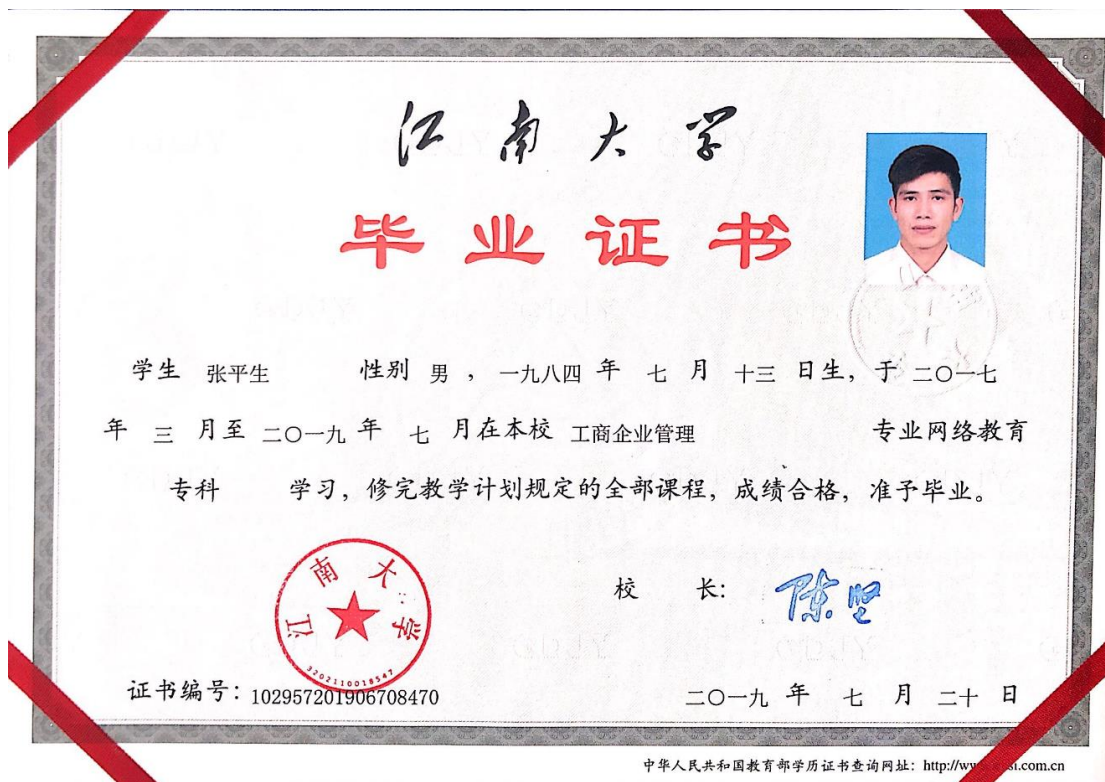 江南大学
毕业证书
学生 张平生 性别 男 ， 一九八四 年 七 月 十三 日生，于 二〇一七
年 三 月至 二〇一九 年 七 月在本校 工商企业管理 专业网络教育
专科 学习，修完教学计划规定的全部课程，成绩合格，准予毕业。
江南大学
3202110018547
校 长：陈坚
证书编号：102957201906708470
二〇一九 年 七 月 二十 日
中华人民共和国教育部学历证书查询网址：